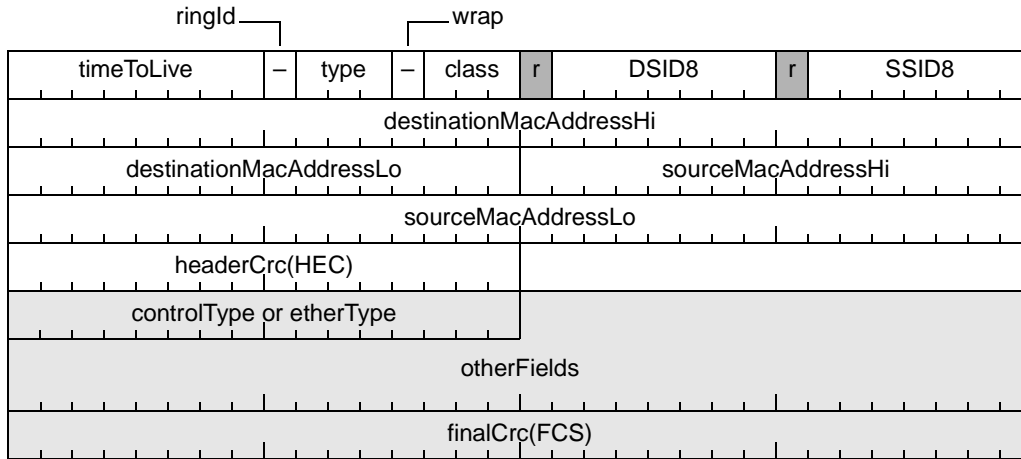 ringId wrap
timeToLive – type – class r DSID8 r SSID8
destinationMacAddressHi
destinationMacAddressLo sourceMacAddressHi
sourceMacAddressLo
headerCrc(HEC)
controlType or etherType
otherFields
finalCrc(FCS)